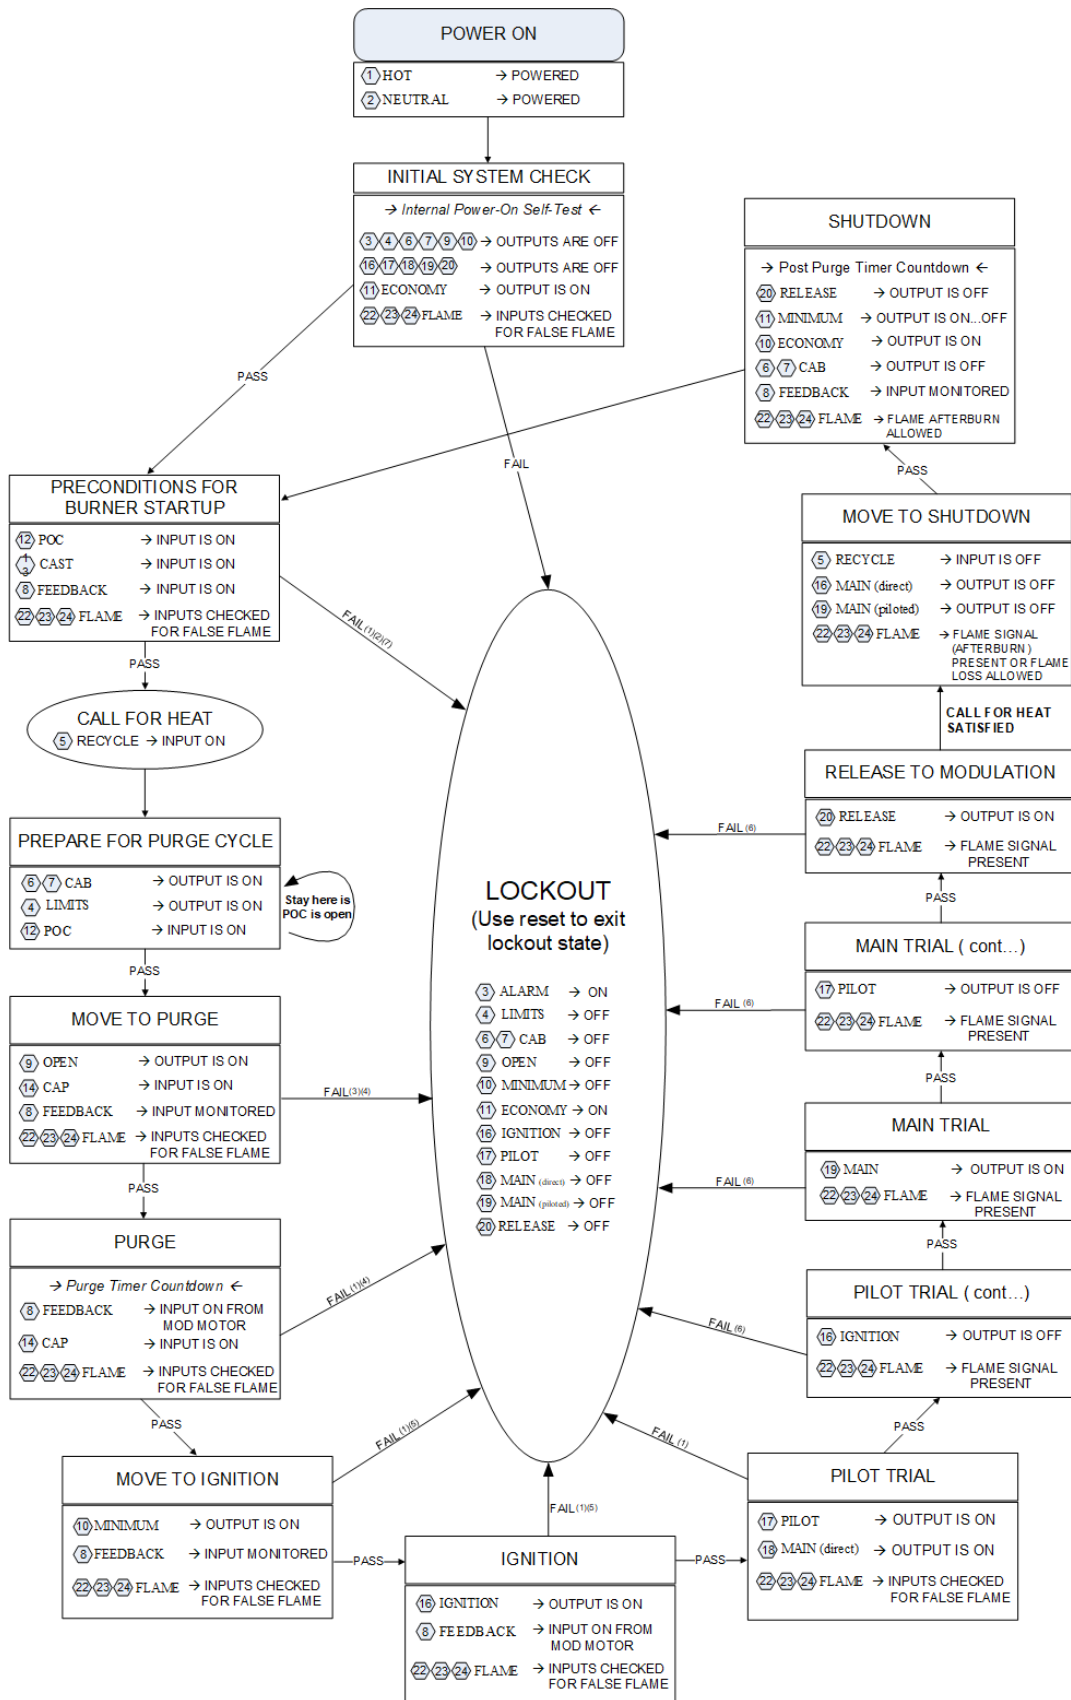 POWER ON
1 HOT → POWERED
2 NEUTRAL → POWERED
INITIAL SYSTEM CHECK
→ Internal Power-On Self-Test ←
3 4 6 7 9 10 → OUTPUTS ARE OFF
16 17 18 19 20 → OUTPUTS ARE OFF
11 ECONOMY → OUTPUT IS ON
22 23 24 FLAME → INPUTS CHECKED
FOR FALSE FLAME
PASS
FAIL
PRECONDITIONS FOR
BURNER STARTUP
12 POC → INPUT IS ON
13 CAST → INPUT IS ON
8 FEEDBACK → INPUT IS ON
22 23 24 FLAME → INPUTS CHECKED
FOR FALSE FLAME
FAIL(1)(2)(7)
PASS
CALL FOR HEAT
5 RECYCLE → INPUT ON
PREPARE FOR PURGE CYCLE
6 7 CAB → OUTPUT IS ON
4 LIMITS → OUTPUT IS ON
12 POC → INPUT IS ON
Stay here is
POC is open
PASS
MOVE TO PURGE
9 OPEN → OUTPUT IS ON
14 CAP → INPUT IS ON
8 FEEDBACK → INPUT MONITORED
22 23 24 FLAME → INPUTS CHECKED
FOR FALSE FLAME
FAIL(3)(4)
PASS
PURGE
→ Purge Timer Countdown ←
8 FEEDBACK → INPUT ON FROM
MOD MOTOR
14 CAP → INPUT IS ON
22 23 24 FLAME → INPUTS CHECKED
FOR FALSE FLAME
FAIL(1)(4)
PASS
MOVE TO IGNITION
10 MINIMUM → OUTPUT IS ON
8 FEEDBACK → INPUT MONITORED
22 23 24 FLAME → INPUTS CHECKED
FOR FALSE FLAME
FAIL(1)(5)
PASS
IGNITION
16 IGNITION → OUTPUT IS ON
8 FEEDBACK → INPUT ON FROM
MOD MOTOR
22 23 24 FLAME → INPUTS CHECKED
FOR FALSE FLAME
FAIL(1)(5)
PASS
PILOT TRIAL
17 PILOT → OUTPUT IS ON
18 MAIN (direct) → OUTPUT IS ON
22 23 24 FLAME → INPUTS CHECKED
FOR FALSE FLAME
FAIL(1)
PASS
PILOT TRIAL ( cont...)
16 IGNITION → OUTPUT IS OFF
22 23 24 FLAME → FLAME SIGNAL
PRESENT
FAIL(6)
PASS
MAIN TRIAL
19 MAIN → OUTPUT IS ON
22 23 24 FLAME → FLAME SIGNAL
PRESENT
FAIL(6)
PASS
MAIN TRIAL ( cont...)
17 PILOT → OUTPUT IS OFF
22 23 24 FLAME → FLAME SIGNAL
PRESENT
FAIL(6)
PASS
RELEASE TO MODULATION
20 RELEASE → OUTPUT IS ON
22 23 24 FLAME → FLAME SIGNAL
PRESENT
FAIL(6)
CALL FOR HEAT
SATISFIED
MOVE TO SHUTDOWN
5 RECYCLE → INPUT IS OFF
16 MAIN (direct) → OUTPUT IS OFF
19 MAIN (piloted) → OUTPUT IS OFF
22 23 24 FLAME → FLAME SIGNAL
(AFTERBURN)
PRESENT OR FLAME
LOSS ALLOWED
PASS
SHUTDOWN
→ Post Purge Timer Countdown ←
20 RELEASE → OUTPUT IS OFF
11 MINIMUM → OUTPUT IS ON...OFF
10 ECONOMY → OUTPUT IS ON
6 7 CAB → OUTPUT IS OFF
8 FEEDBACK → INPUT MONITORED
22 23 24 FLAME → FLAME AFTERBURN
ALLOWED
LOCKOUT
(Use reset to exit
lockout state)
3 ALARM → ON
4 LIMITS → OFF
6 7 CAB → OFF
9 OPEN → OFF
10 MINIMUM → OFF
11 ECONOMY → ON
16 IGNITION → OFF
17 PILOT → OFF
18 MAIN (direct) → OFF
19 MAIN (piloted) → OFF
20 RELEASE → OFF